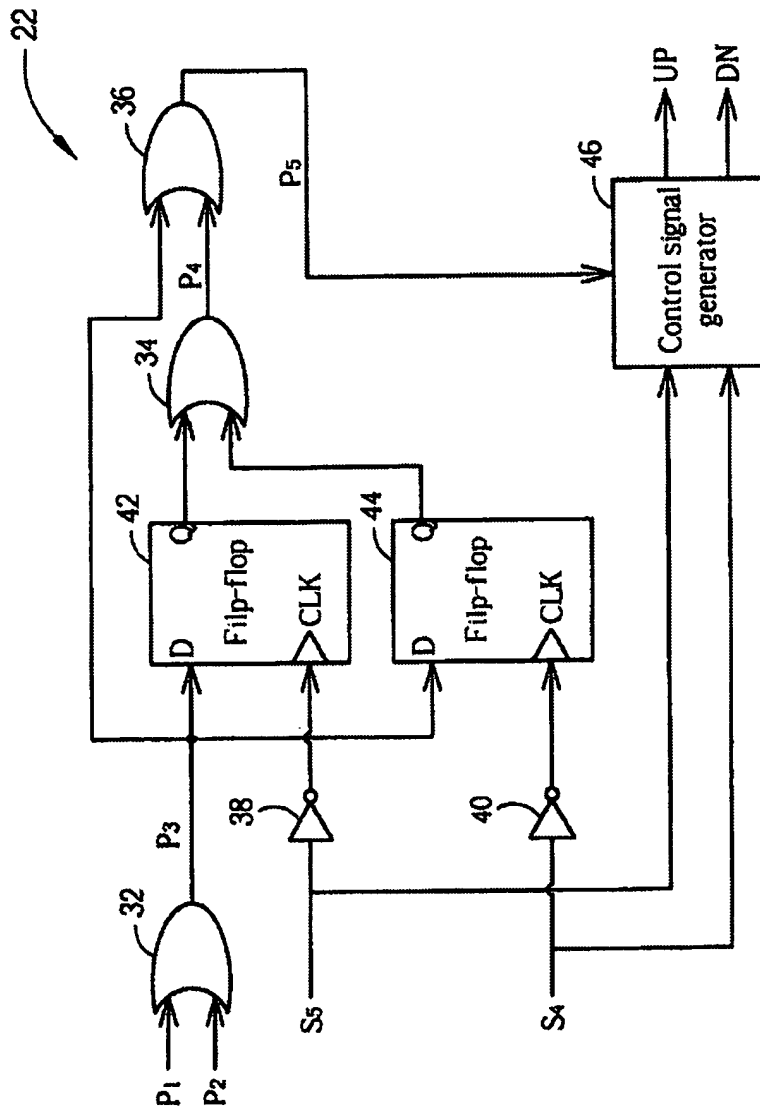 22
36
P5
P4
34
42
Q
D
Filp-flop
CLK
44
Q
D
Filp-flop
CLK
P3
32
P1
P2
38
40
S5
S4
46
Control signal
generator
UP
DN